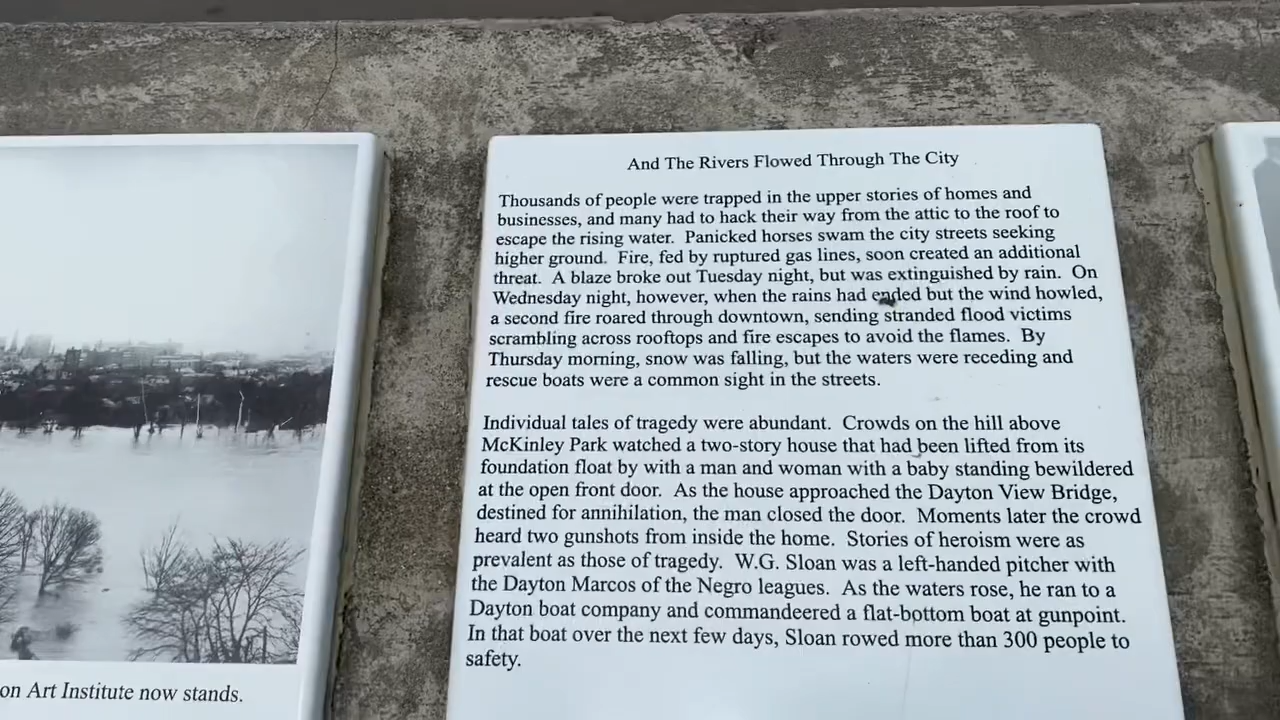 And The Rivers Flowed Through The City
Thousands of people were trapped in the upper stories of homes and
businesses, and many had to hack their way from the attic to the roof to
escape the rising water. Panicked horses swam the city streets seeking
higher ground. Fire, fed by ruptured gas lines, soon created an additional
threat. A blaze broke out Tuesday night, but was extinguished by rain. On
Wednesday night, however, when the rains had ended but the wind howled,
a second fire roared through downtown, sending stranded flood victims
scrambling across rooftops and fire escapes to avoid the flames. By
Thursday morning, snow was falling, but the waters were receding and
rescue boats were a common sight in the streets.
Individual tales of tragedy were abundant. Crowds on the hill above
McKinley Park watched a two-story house that had been lifted from its
foundation float by with a man and woman with a baby standing bewildered
at the open front door. As the house approached the Dayton View Bridge,
destined for annihilation, the man closed the door. Moments later the crowd
heard two gunshots from inside the home. Stories of heroism were as
prevalent as those of tragedy. W.G. Sloan was a left-handed pitcher with
the Dayton Marcos of the Negro leagues. As the waters rose, he ran to a
Dayton boat company and commandeered a flat-bottom boat at gunpoint.
In that boat over the next few days, Sloan rowed more than 300 people to
safety.
on Art Institute now stands.